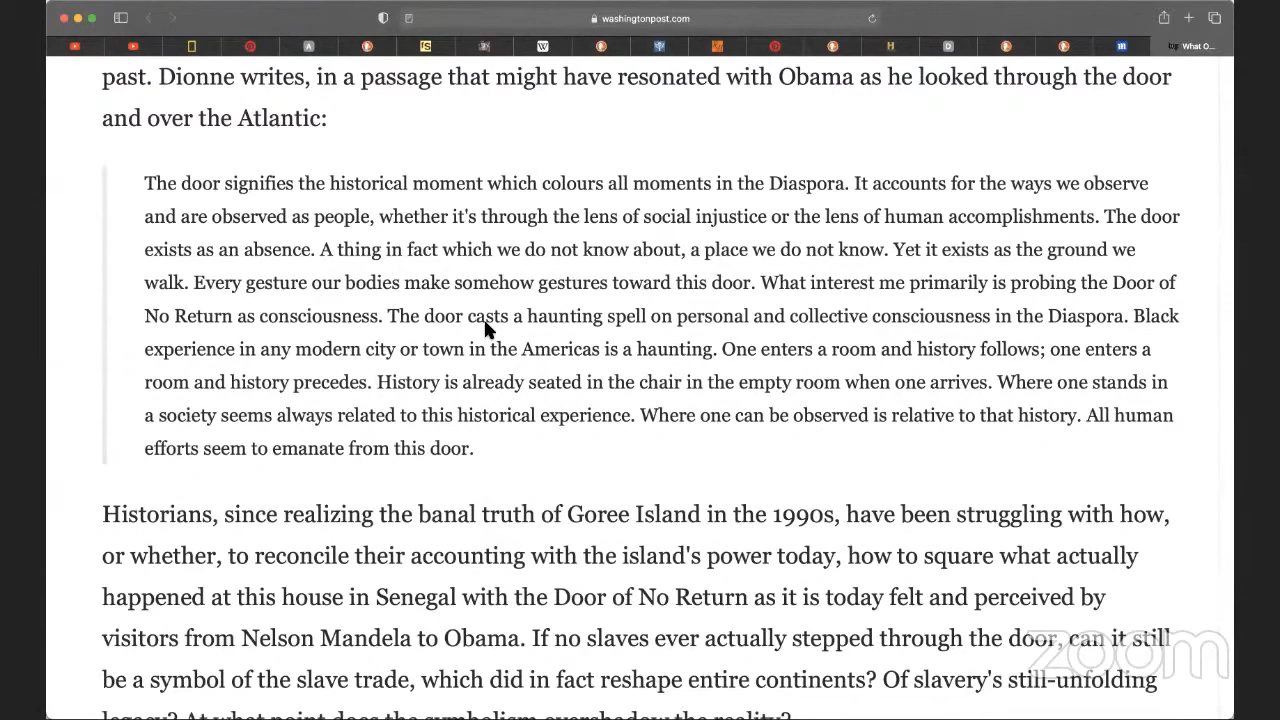 washingtonpost.com
What O...
past. Dionne writes, in a passage that might have resonated with Obama as he looked through the door
and over the Atlantic:
The door signifies the historical moment which colours all moments in the Diaspora. It accounts for the ways we observe
and are observed as people, whether it's through the lens of social injustice or the lens of human accomplishments. The door
exists as an absence. A thing in fact which we do not know about, a place we do not know. Yet it exists as the ground we
walk. Every gesture our bodies make somehow gestures toward this door. What interest me primarily is probing the Door of
No Return as consciousness. The door casts a haunting spell on personal and collective consciousness in the Diaspora. Black
experience in any modern city or town in the Americas is a haunting. One enters a room and history follows; one enters a
room and history precedes. History is already seated in the chair in the empty room when one arrives. Where one stands in
a society seems always related to this historical experience. Where one can be observed is relative to that history. All human
efforts seem to emanate from this door.
Historians, since realizing the banal truth of Goree Island in the 1990s, have been struggling with how,
or whether, to reconcile their accounting with the island's power today, how to square what actually
happened at this house in Senegal with the Door of No Return as it is today felt and perceived by
visitors from Nelson Mandela to Obama. If no slaves ever actually stepped through the door, can it still
be a symbol of the slave trade, which did in fact reshape entire continents? Of slavery's still-unfolding
legacy? At what point does the symbolism overshadow the reality?
zoom